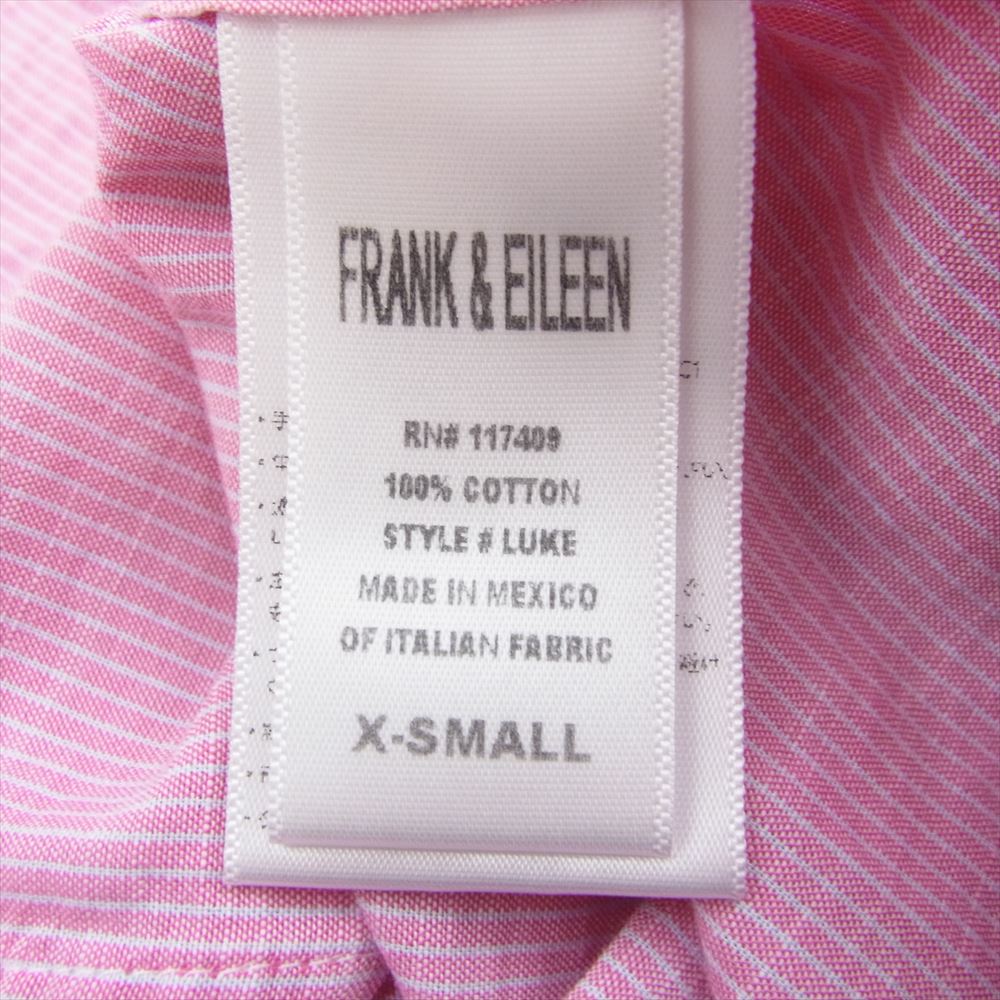 FRANK & EILEEN
RN# 117409
100% COTTON
STYLE # LUKE
MADE IN MEXICO
OF ITALIAN FABRIC
X-SMALL